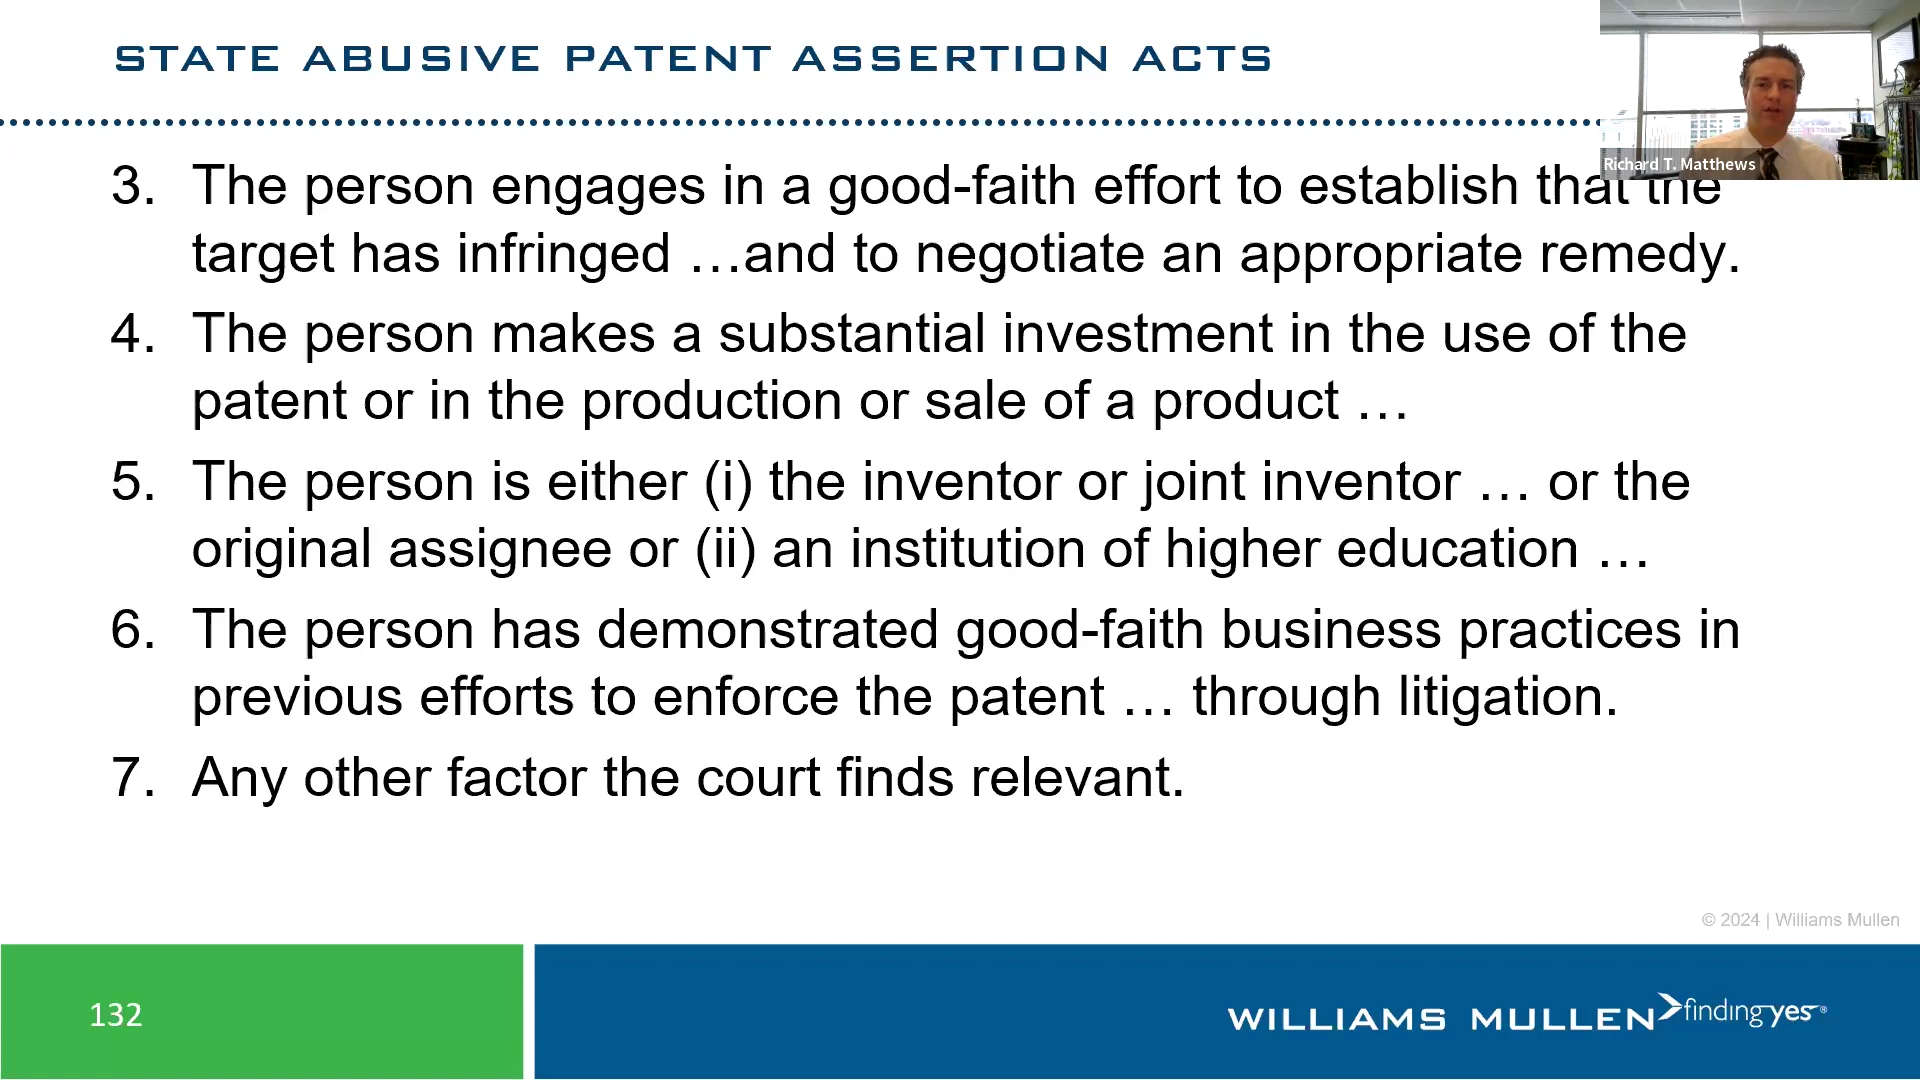 STATE ABUSIVE PATENT ASSERTION ACTS
Richard T. Matthews
3. The person engages in a good-faith effort to establish that the
target has infringed …and to negotiate an appropriate remedy.
4. The person makes a substantial investment in the use of the
patent or in the production or sale of a product …
5. The person is either (i) the inventor or joint inventor … or the
original assignee or (ii) an institution of higher education …
6. The person has demonstrated good-faith business practices in
previous efforts to enforce the patent … through litigation.
7. Any other factor the court finds relevant.
© 2024 | Williams Mullen
132
WILLIAMS MULLEN findingyes®